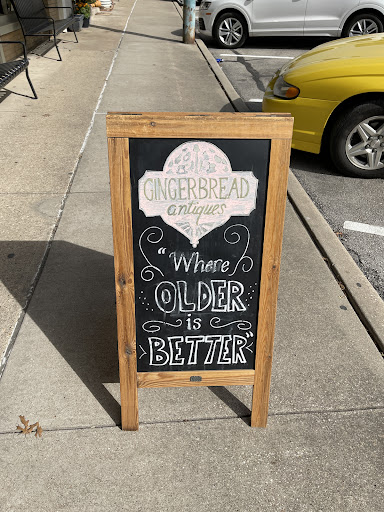 GINGERBREAD
antiques
"Where
OLDER
is
BETTER"